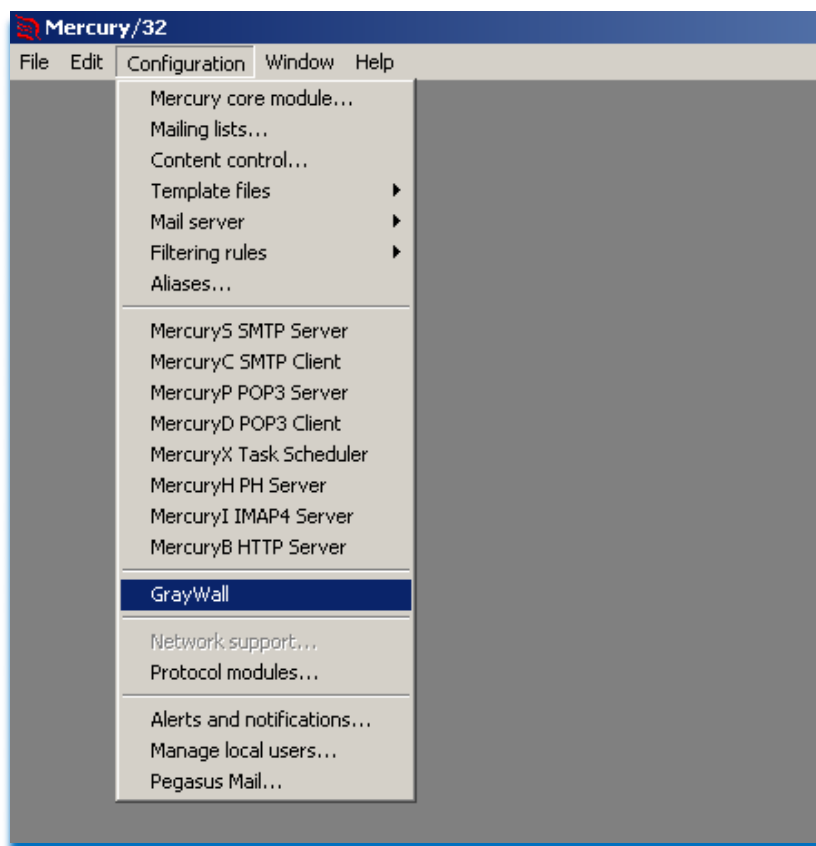 Mercury/32
File Edit Configuration Window Help
Mercury core module...
Mailing lists...
Content control...
Template files
Mail server
Filtering rules
Aliases...
MercuryS SMTP Server
MercuryC SMTP Client
MercuryP POP3 Server
MercuryD POP3 Client
MercuryX Task Scheduler
MercuryH PH Server
MercuryI IMAP4 Server
MercuryB HTTP Server
GrayWall
Network support...
Protocol modules...
Alerts and notifications...
Manage local users...
Pegasus Mail...